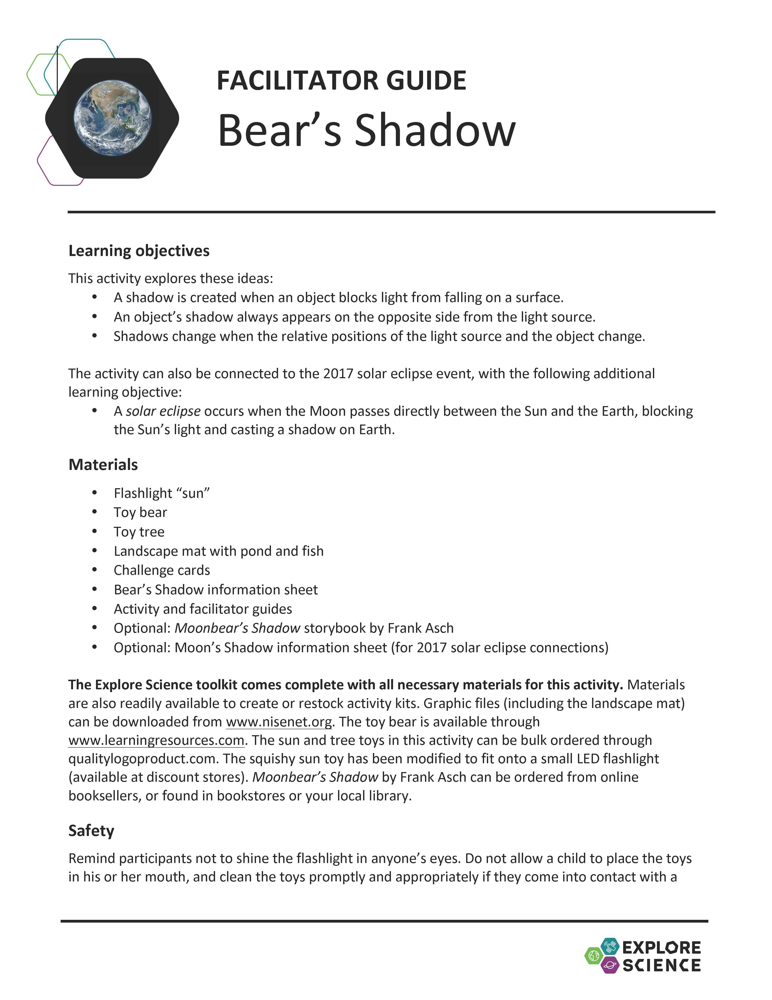 FACILITATOR GUIDE
Bear’s Shadow
Learning objectives
This activity explores these ideas:
• A shadow is created when an object blocks light from falling on a surface.
• An object’s shadow always appears on the opposite side from the light source.
• Shadows change when the relative positions of the light source and the object change.
The activity can also be connected to the 2017 solar eclipse event, with the following additional
learning objective:
• A solar eclipse occurs when the Moon passes directly between the Sun and the Earth, blocking
the Sun’s light and casting a shadow on Earth.
Materials
• Flashlight “sun”
• Toy bear
• Toy tree
• Landscape mat with pond and fish
• Challenge cards
• Bear’s Shadow information sheet
• Activity and facilitator guides
• Optional: Moonbear’s Shadow storybook by Frank Asch
• Optional: Moon’s Shadow information sheet (for 2017 solar eclipse connections)
The Explore Science toolkit comes complete with all necessary materials for this activity. Materials
are also readily available to create or restock activity kits. Graphic files (including the landscape mat)
can be downloaded from www.nisenet.org. The toy bear is available through
www.learningresources.com. The sun and tree toys in this activity can be bulk ordered through
qualitylogoproduct.com. The squishy sun toy has been modified to fit onto a small LED flashlight
(available at discount stores). Moonbear’s Shadow by Frank Asch can be ordered from online
booksellers, or found in bookstores or your local library.
Safety
Remind participants not to shine the flashlight in anyone’s eyes. Do not allow a child to place the toys
in his or her mouth, and clean the toys promptly and appropriately if they come into contact with a
EXPLORE
SCIENCE